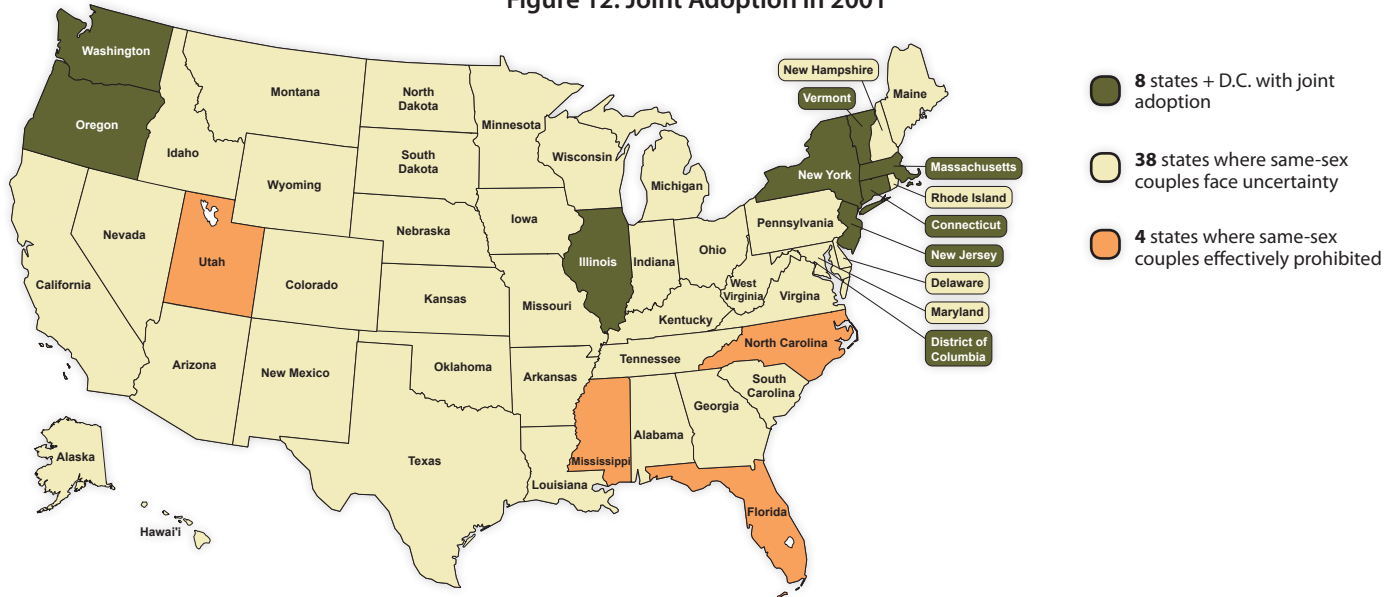 Figure 12: Joint Adoption in 2001
Washington
Oregon
Idaho
Montana
North
Dakota
Minnesota
South
Dakota
Wyoming
Wisconsin
Michigan
New Hampshire
Vermont
Maine
New York
Massachusetts
Rhode Island
Connecticut
New Jersey
Delaware
Maryland
District of
Columbia
Pennsylvania
Iowa
Nebraska
Nevada
Utah
California
Colorado
Kansas
Missouri
Illinois
Indiana
Ohio
West
Virginia
Virgina
Kentucky
North Carolina
Tennessee
South
Carolina
Arizona
New Mexico
Oklahoma
Arkansas
Georgia
Alabama
Mississippi
Texas
Louisiana
Florida
Alaska
Hawai'i
8 states + D.C. with joint
adoption
38 states where same-sex
couples face uncertainty
4 states where same-sex
couples effectively prohibited